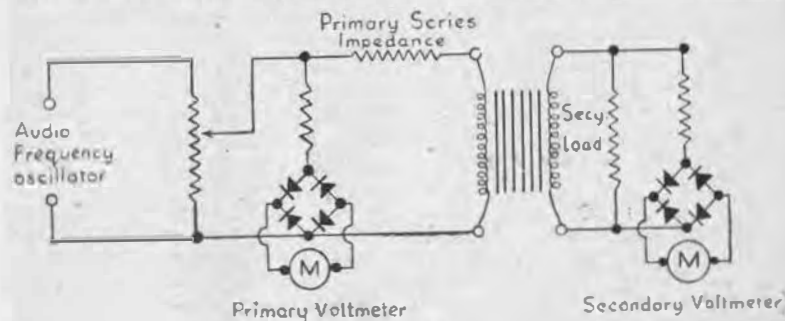 Primary Series
Impedance
Audio
Frequency
oscillator
Secy.
Load
M
M
Primary Voltmeter
Secondary Voltmeter